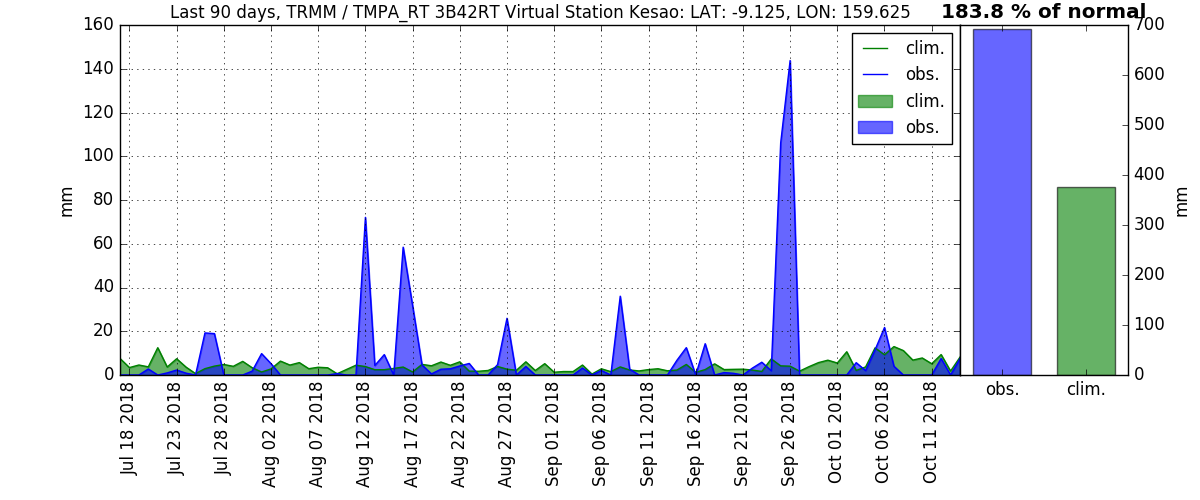 Last 90 days, TRMM / TMPA_RT 3B42RT Virtual Station Kesao: LAT: -9.125, LON: 159.625
183.8 % of normal
160
140
120
100
80
60
40
20
0
mm
clim.
obs.
clim.
obs.
Jul 18 2018
Jul 23 2018
Jul 28 2018
Aug 02 2018
Aug 07 2018
Aug 12 2018
Aug 17 2018
Aug 22 2018
Aug 27 2018
Sep 01 2018
Sep 06 2018
Sep 11 2018
Sep 16 2018
Sep 21 2018
Sep 26 2018
Oct 01 2018
Oct 06 2018
Oct 11 2018
700
600
500
400
300
200
100
0
mm
obs.
clim.